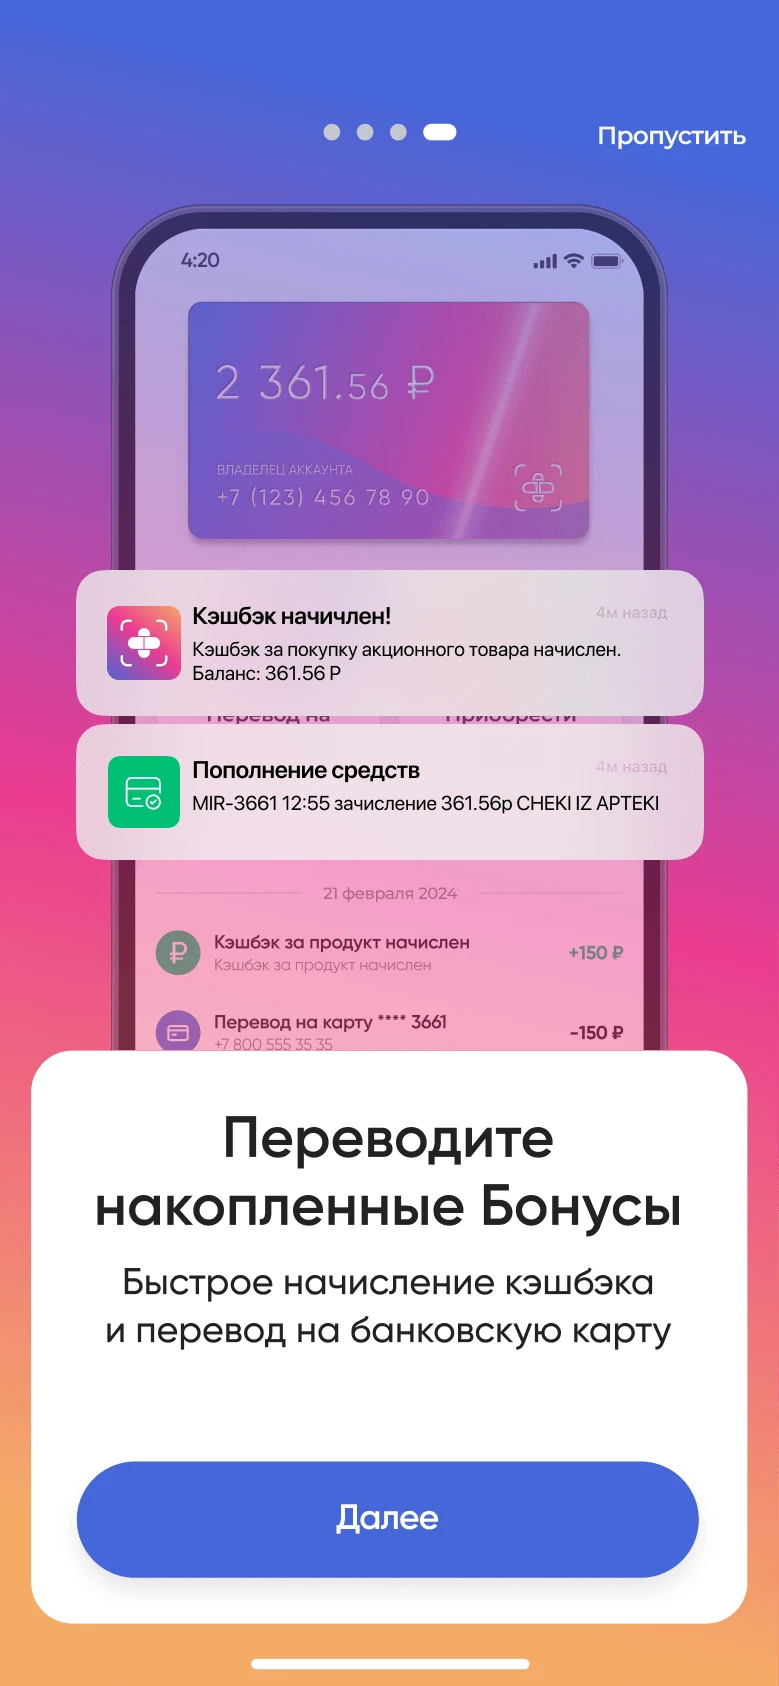 Пропустить
4:20
2 361.56 ₽
ВЛАДЕЛЕЦ АККАУНТА
+7 (123) 456 78 90
Кэшбэк начичлен!
4м назад
Кэшбэк за покупку акционного товара начислен.
Баланс: 361.56 Р
Перевод на
Приобрести
Пополнение средств
4м назад
MIR-3661 12:55 зачисление 361.56р CHEKI IZ APTEKI
21 февраля 2024
Кэшбэк за продукт начислен
+150 ₽
Кэшбэк за продукт начислен
Перевод на карту **** 3661
-150 ₽
+7 800 555 35 35
Переводите
накопленные Бонусы
Быстрое начисление кэшбэка
и перевод на банковскую карту
Далее